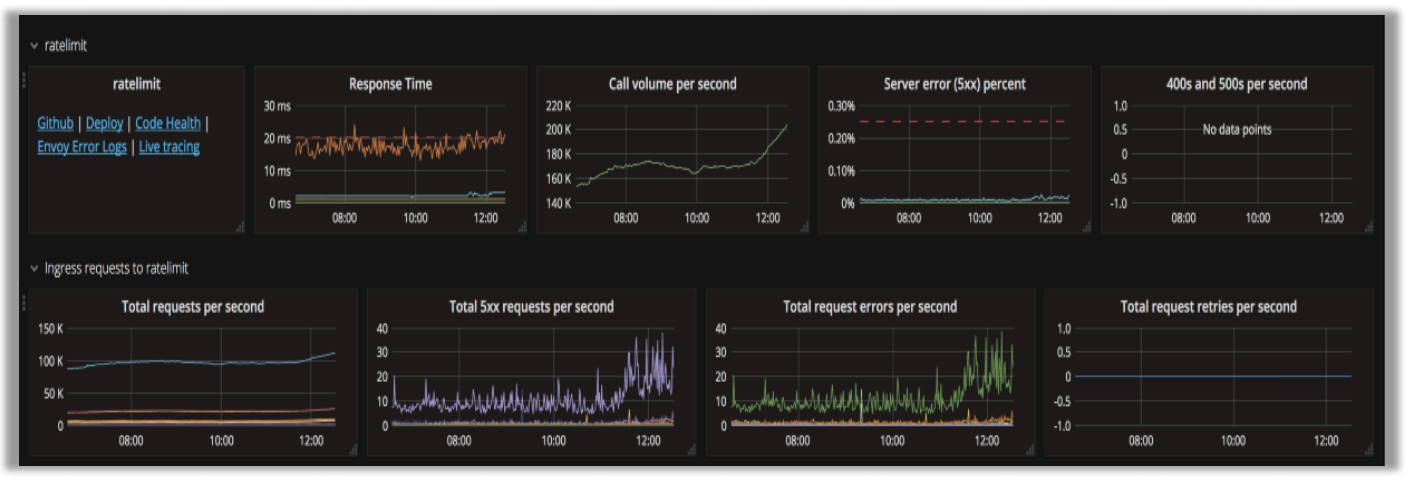 ratelimit
ratelimit
Github | Deploy | Code Health |
Envoy Error Logs | Live tracing
Response Time
30 ms
20 ms
10 ms
0 ms
08:00 10:00 12:00
Call volume per second
220 K
200 K
180 K
160 K
140 K
08:00 10:00 12:00
Server error (5xx) percent
0.30%
0.20%
0.10%
0%
08:00 10:00 12:00
400s and 500s per second
1.0
0.5
0
-0.5
-1.0
No data points
08:00 10:00 12:00
Ingress requests to ratelimit
Total requests per second
150 K
100 K
50 K
0
08:00 10:00 12:00
Total 5xx requests per second
40
30
20
10
0
08:00 10:00 12:00
Total request errors per second
40
30
20
10
0
08:00 10:00 12:00
Total request retries per second
1.0
0.5
0
-0.5
-1.0
08:00 10:00 12:00